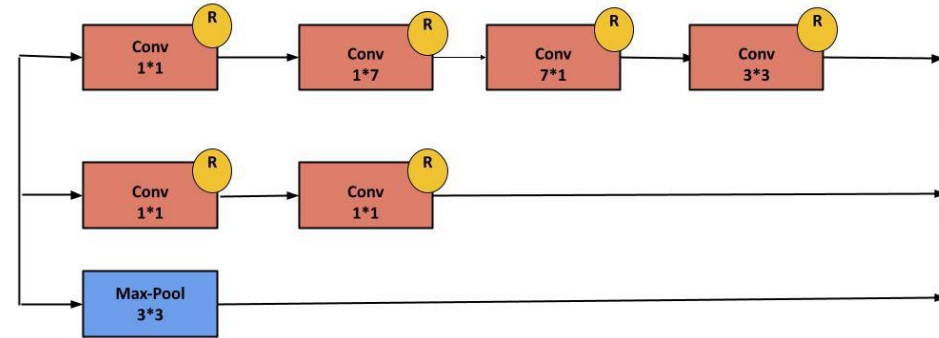 R
Conv
1*1
R
Conv
1*7
R
Conv
7*1
R
Conv
3*3
R
Conv
1*1
R
Conv
1*1
Max-Pool
3*3